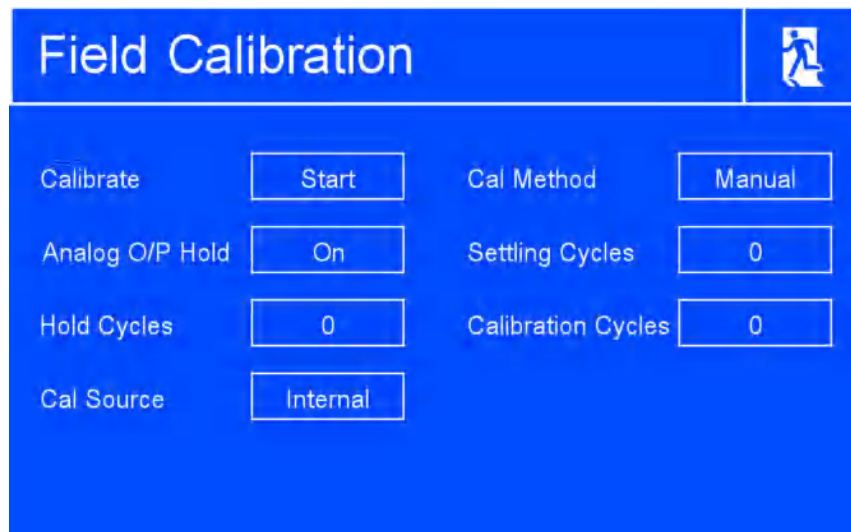 Field Calibration
Calibrate Start Cal Method Manual
Analog O/P Hold On Settling Cycles 0
Hold Cycles 0 Calibration Cycles 0
Cal Source Internal